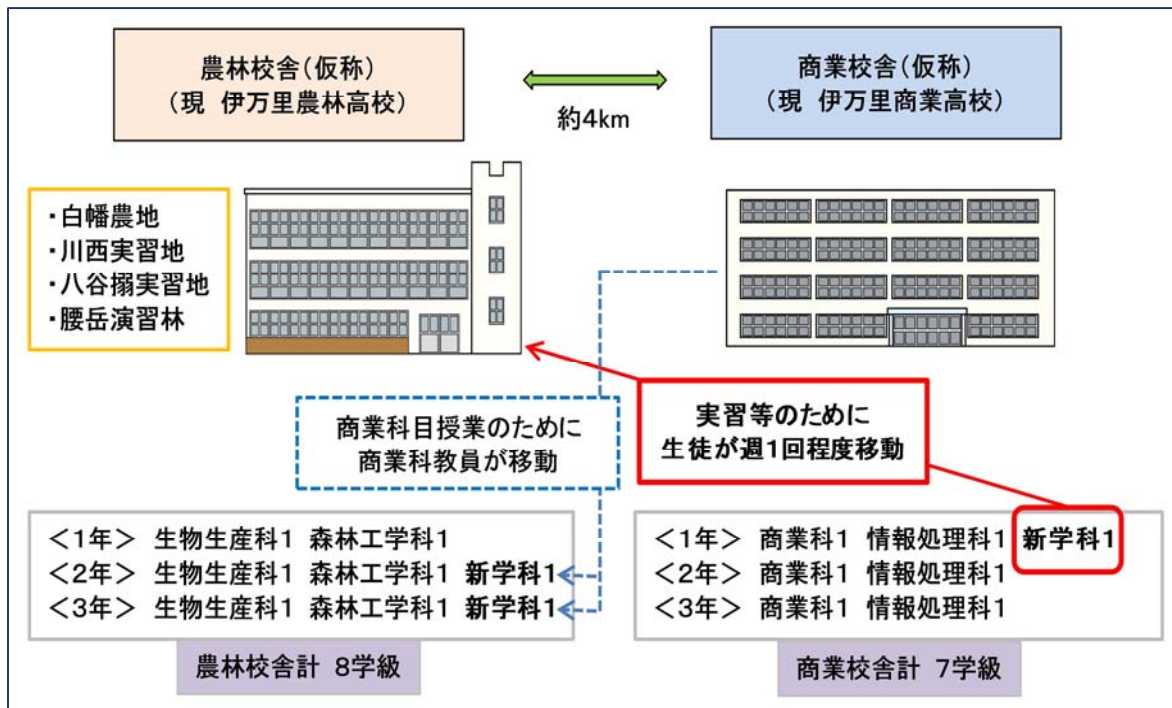 農林校舎(仮称)
(現 伊万里農林高校)
約4km
商業校舎(仮称)
(現 伊万里商業高校)
・白幡農地
・川西実習地
・八谷搦実習地
・腰岳演習林
商業科目授業のために
商業科教員が移動
実習等のために
生徒が週1回程度移動
<1年> 生物生産科1 森林工学科1
<2年> 生物生産科1 森林工学科1 新学科1
<3年> 生物生産科1 森林工学科1 新学科1
農林校舎計 8学級
<1年> 商業科1 情報処理科1 新学科1
<2年> 商業科1 情報処理科1
<3年> 商業科1 情報処理科1
商業校舎計 7学級